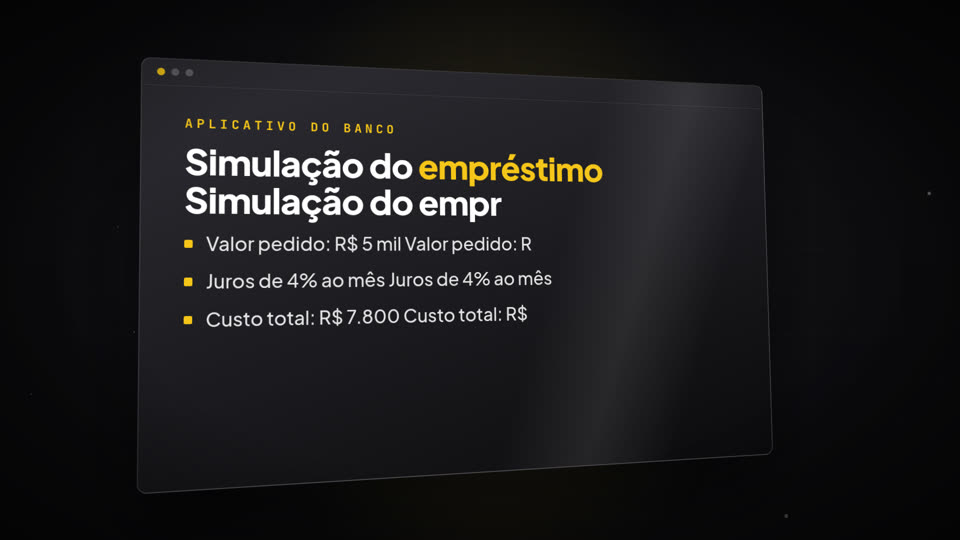 APLICATIVO DO BANCO
Simulação do empréstimo
Simulação do empr
Valor pedido: R$ 5 mil Valor pedido: R
Juros de 4% ao mês Juros de 4% ao mês
Custo total: R$ 7.800 Custo total: R$